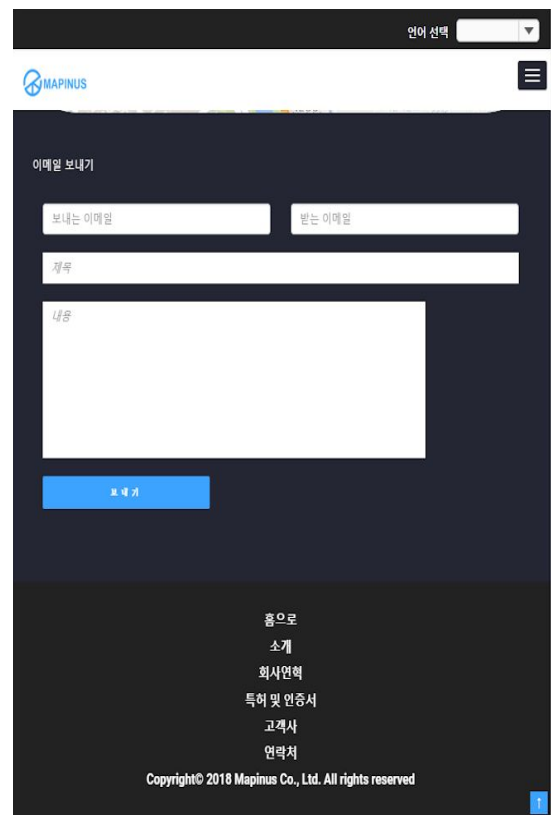 언어 선택
MAPINUS
이메일 보내기
보내는 이메일 받는 이메일
제목
내용
보내기
홈으로
소개
회사연혁
특허 및 인증서
고객사
연락처
Copyright© 2018 Mapinus Co., Ltd. All rights reserved
↑